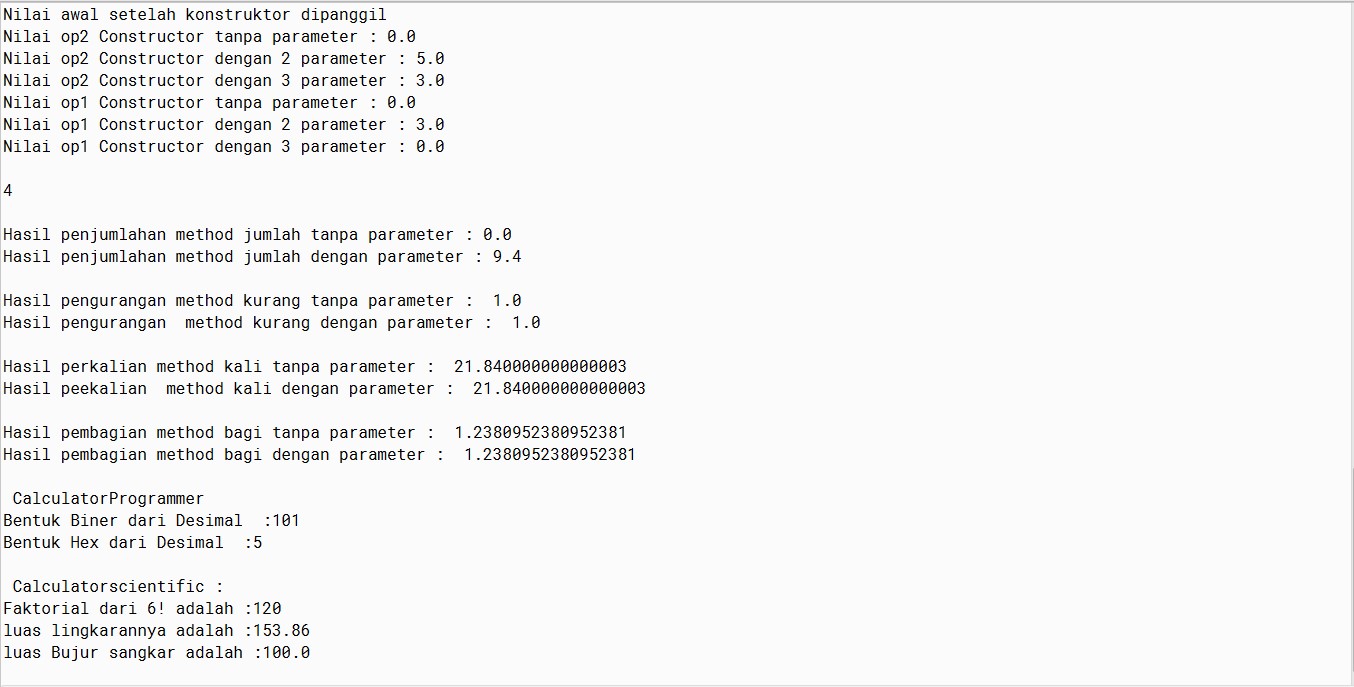 Nilai awal setelah konstruktor dipanggil
Nilai op2 Constructor tanpa parameter : 0.0
Nilai op2 Constructor dengan 2 parameter : 5.0
Nilai op2 Constructor dengan 3 parameter : 3.0
Nilai op1 Constructor tanpa parameter : 0.0
Nilai op1 Constructor dengan 2 parameter : 3.0
Nilai op1 Constructor dengan 3 parameter : 0.0
4
Hasil penjumlahan method jumlah tanpa parameter : 0.0
Hasil penjumlahan method jumlah dengan parameter : 9.4
Hasil pengurangan method kurang tanpa parameter :  1.0
Hasil pengurangan  method kurang dengan parameter :  1.0
Hasil perkalian method kali tanpa parameter :  21.840000000000003
Hasil peekalian  method kali dengan parameter :  21.840000000000003
Hasil pembagian method bagi tanpa parameter :  1.2380952380952381
Hasil pembagian method bagi dengan parameter :  1.2380952380952381
CalculatorProgrammer
Bentuk Biner dari Desimal  :101
Bentuk Hex dari Desimal  :5
Calculatorscientific :
Faktorial dari 6! adalah :120
luas lingkarannya adalah :153.86
luas Bujur sangkar adalah :100.0